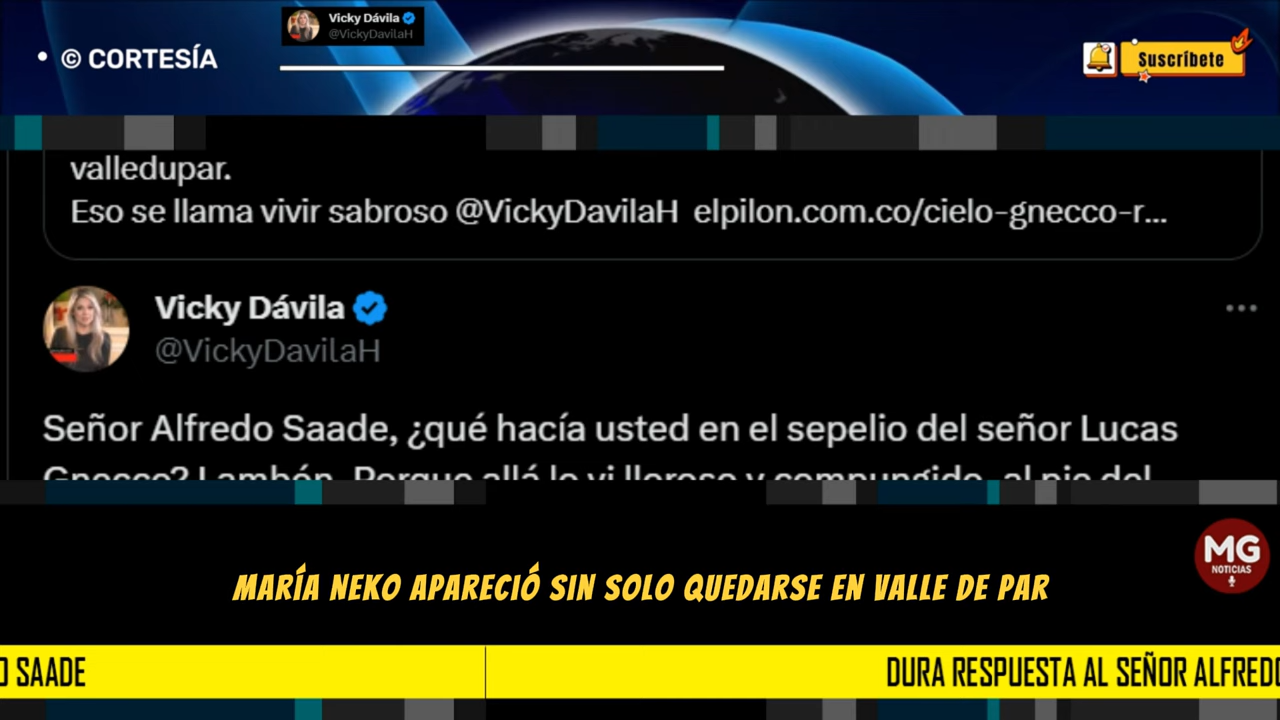 • © CORTESÍA
Vicky Dávila
@VickyDavilaH
Suscríbete
valledupar.
Eso se llama vivir sabroso @VickyDavilaH elpilon.com.co/cielo-gnecco-r...
Vicky Dávila
@VickyDavilaH
Señor Alfredo Saade, ¿qué hacía usted en el sepelio del señor Lucas
Gnecco? Lambón. Porque allá lo vi lloroso y compungido, al pie del
MG
NOTICIAS
MARÍA NEKO APARECIÓ SIN SOLO QUEDARSE EN VALLE DE PAR
O SAADE
DURA RESPUESTA AL SEÑOR ALFREDO